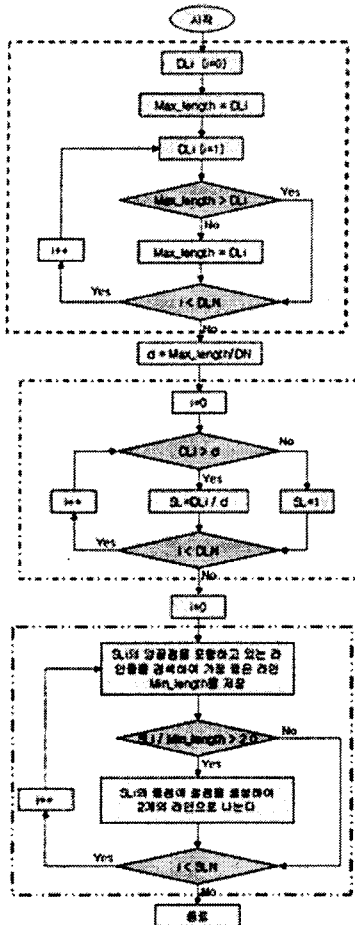 시작
DLi (i=0)
Max_length = DLi
DLi (i=1)
Max_length > DLi
Yes
No
i++
Max_length = DLi
Yes
i < DLN
No
d = Max_length/DN
i=0
DLi > d
No
Yes
i++
SL=DLi / d
SL=1
Yes
i < DLN
No
i=0
SLi의 양끝점을 포함하고 있는 라
인들을 검색하여 가장 짧은 라인
Min_length를 저장
SLi / Min_length > 2.0
No
Yes
i++
SLi의 중점에 절점을 생성하여
2개의 라인으로 나눈다
Yes
i < SLN
No
종료